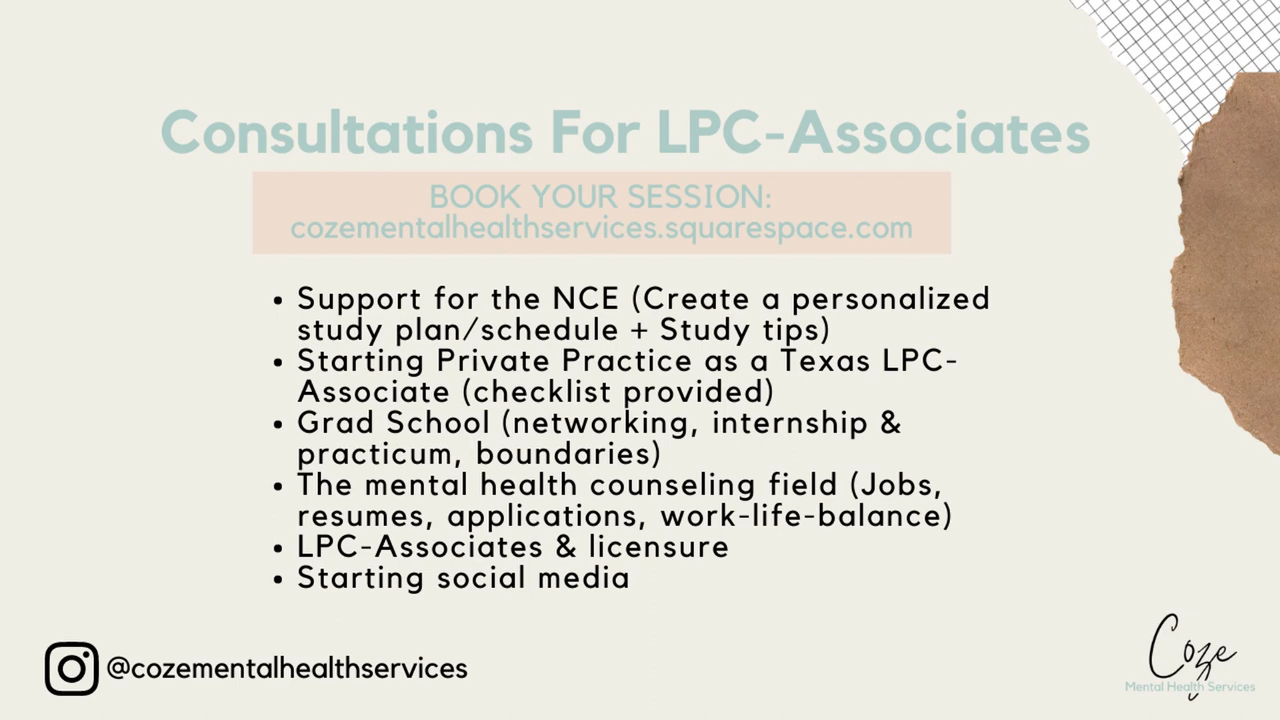 Consultations For LPC-Associates
BOOK YOUR SESSION:
cozementalhealthservices.squarespace.com
• Support for the NCE (Create a personalized
study plan/schedule + Study tips)
• Starting Private Practice as a Texas LPC-
Associate (checklist provided)
• Grad School (networking, internship &
practicum, boundaries)
• The mental health counseling field (Jobs,
resumes, applications, work-life-balance)
• LPC-Associates & licensure
• Starting social media
@cozementalhealthservices
Coze
Mental Health Services